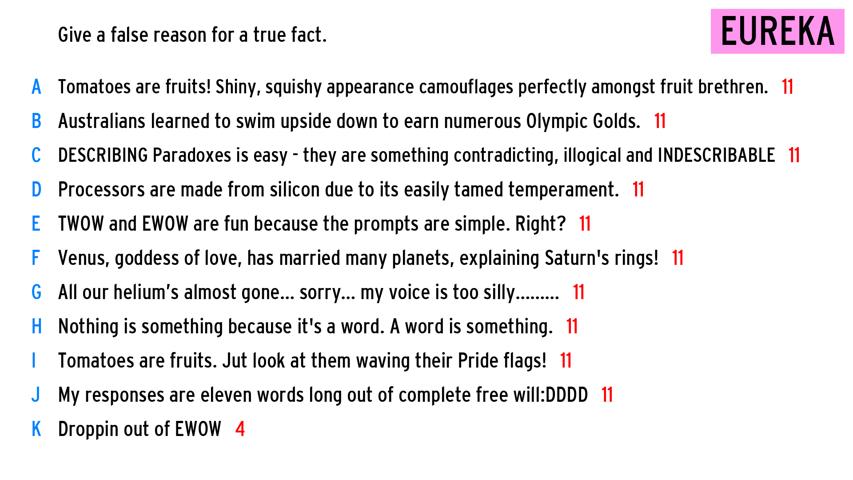 Give a false reason for a true fact.
EUREKA
A Tomatoes are fruits! Shiny, squishy appearance camouflages perfectly amongst fruit brethren. 11
B Australians learned to swim upside down to earn numerous Olympic Golds. 11
C DESCRIBING Paradoxes is easy - they are something contradicting, illogical and INDESCRIBABLE 11
D Processors are made from silicon due to its easily tamed temperament. 11
E TWOW and EWOW are fun because the prompts are simple. Right? 11
F Venus, goddess of love, has married many planets, explaining Saturn's rings! 11
G All our helium’s almost gone... sorry... my voice is too silly......... 11
H Nothing is something because it's a word. A word is something. 11
I Tomatoes are fruits. Jut look at them waving their Pride flags! 11
J My responses are eleven words long out of complete free will:DDDD 11
K Droppin out of EWOW 4